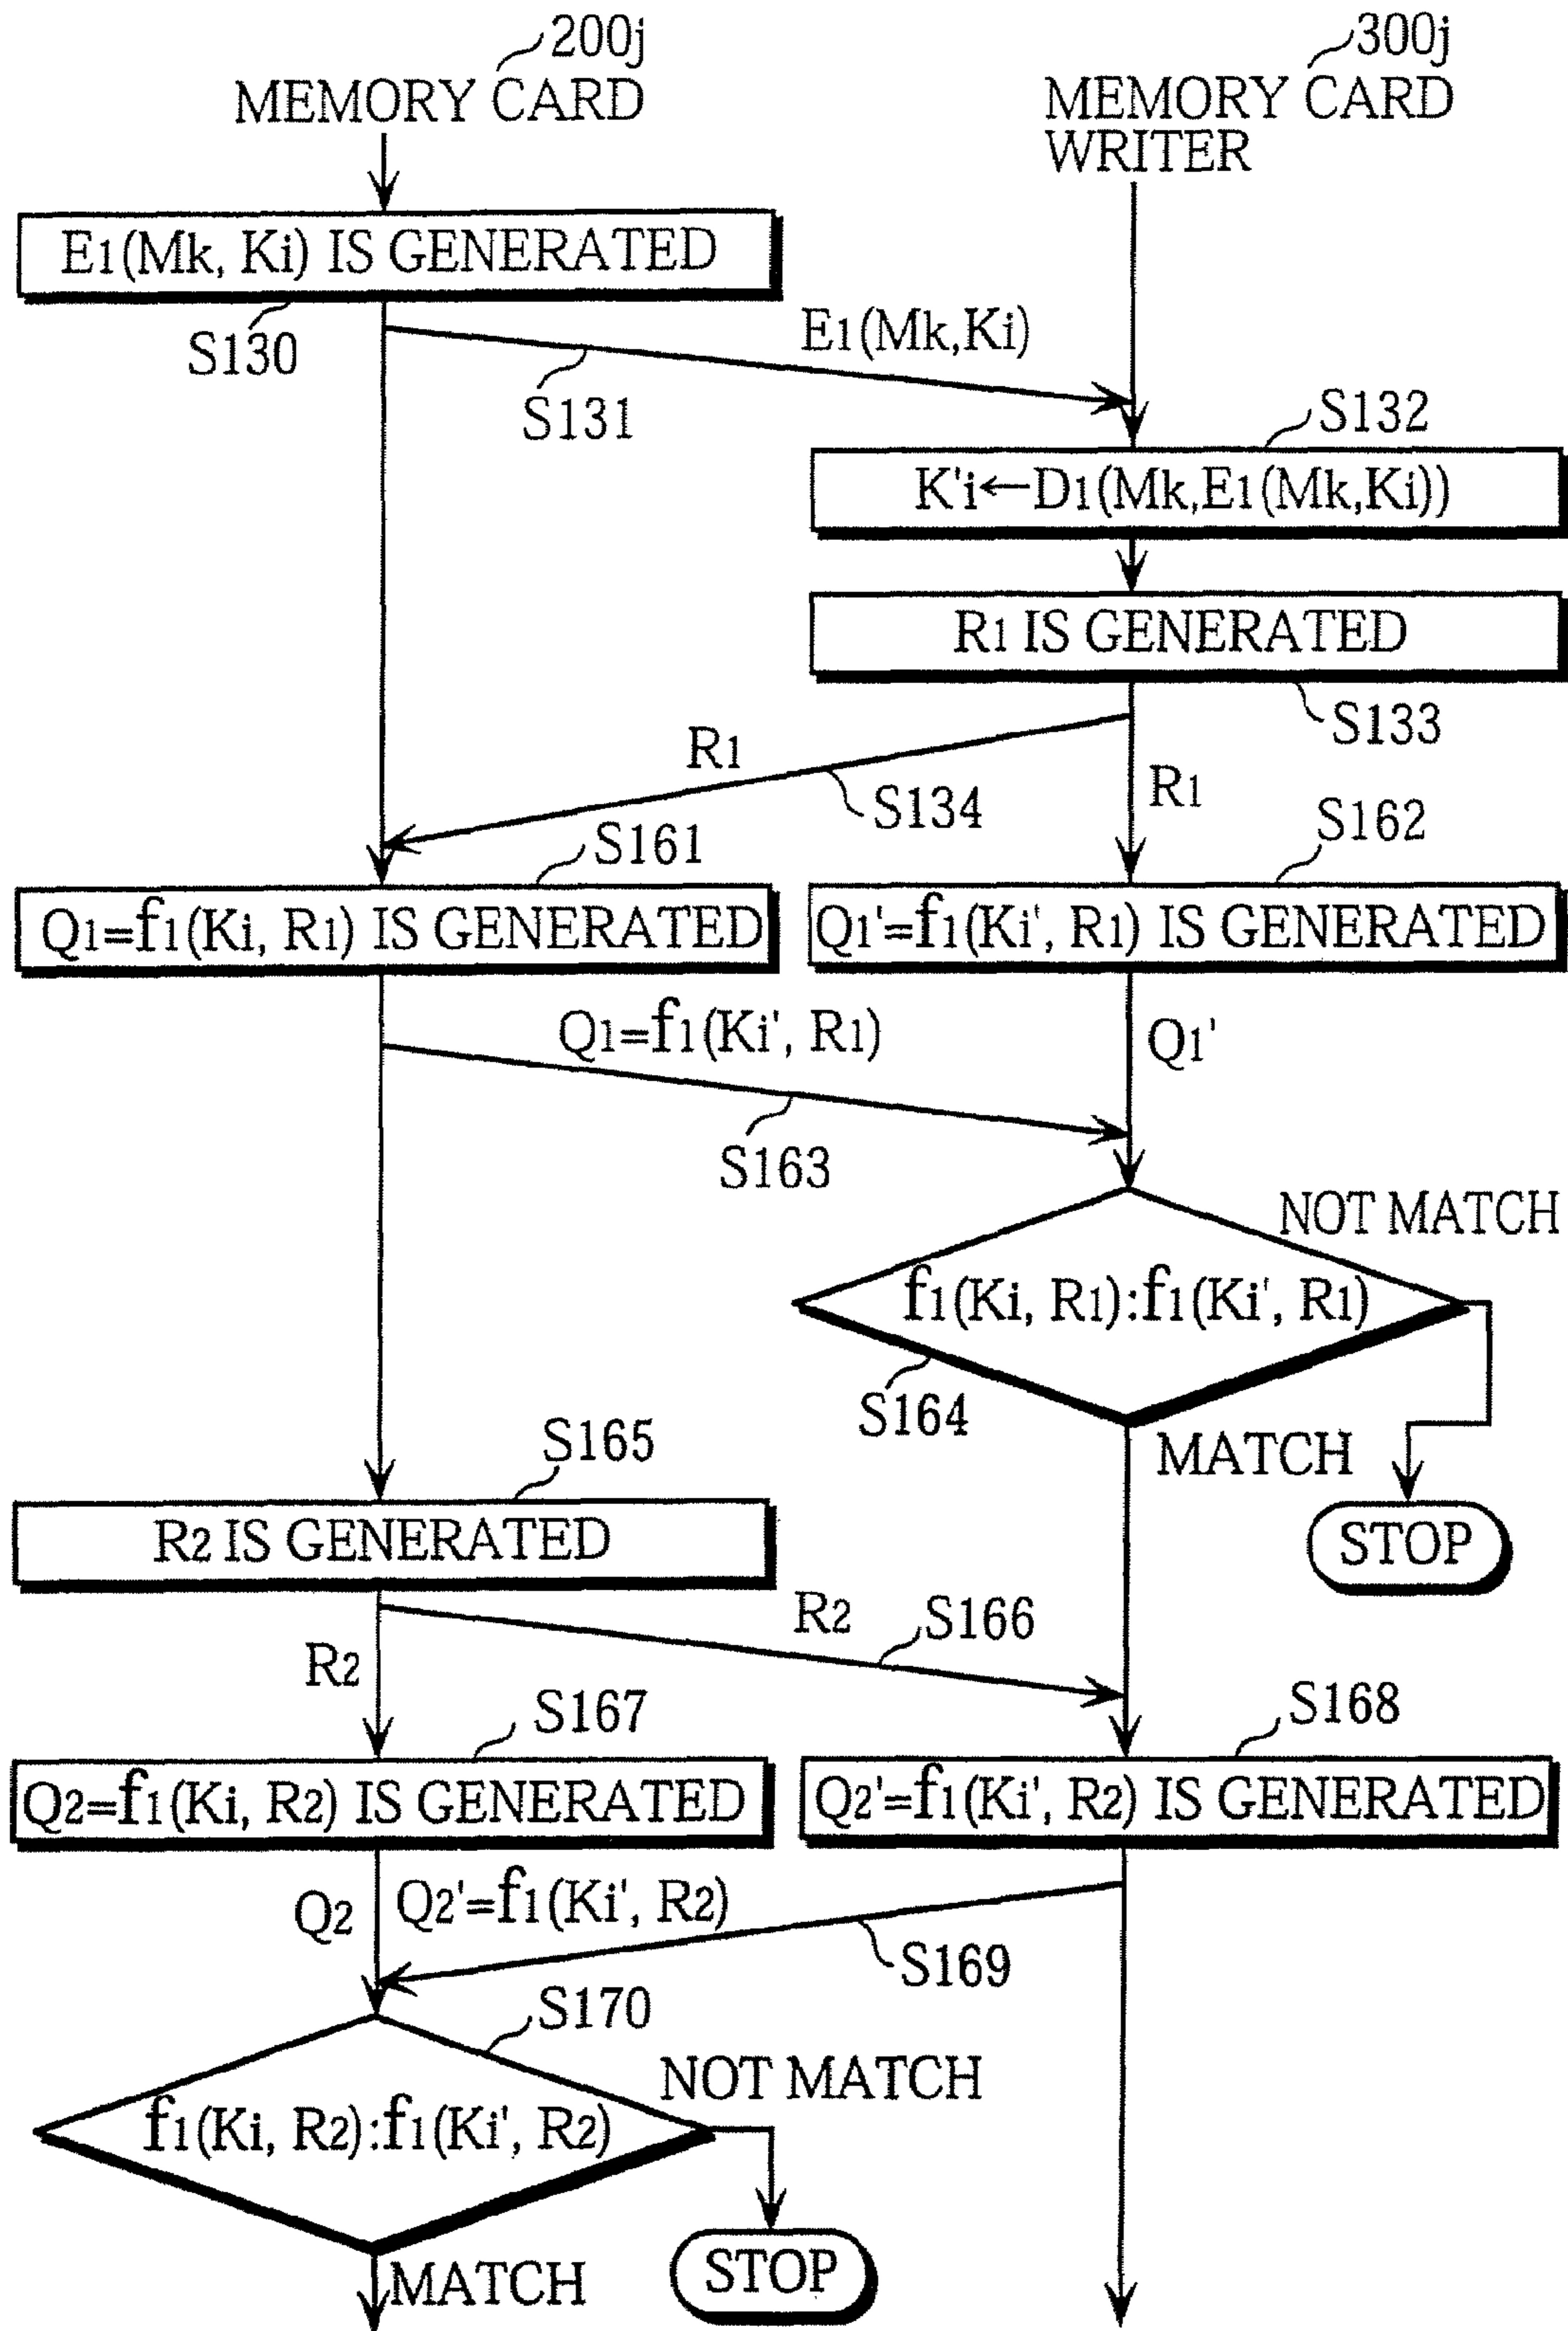 200j
MEMORY CARD
300j
MEMORY CARD
WRITER
E1(Mk, Ki) IS GENERATED
S130
E1(Mk,Ki)
S131
S132
K'i←D1(Mk,E1(Mk,Ki))
R1 IS GENERATED
S133
R1
S134
R1
S161
S162
Q1=f1(Ki, R1) IS GENERATED
Q1'=f1(Ki', R1) IS GENERATED
Q1=f1(Ki', R1)
Q1'
S163
NOT MATCH
f1(Ki, R1):f1(Ki', R1)
S164
MATCH
STOP
S165
R2 IS GENERATED
R2
S166
R2
S167
S168
Q2=f1(Ki, R2) IS GENERATED
Q2'=f1(Ki', R2) IS GENERATED
Q2
Q2'=f1(Ki', R2)
S169
S170
NOT MATCH
f1(Ki, R2):f1(Ki', R2)
STOP
MATCH